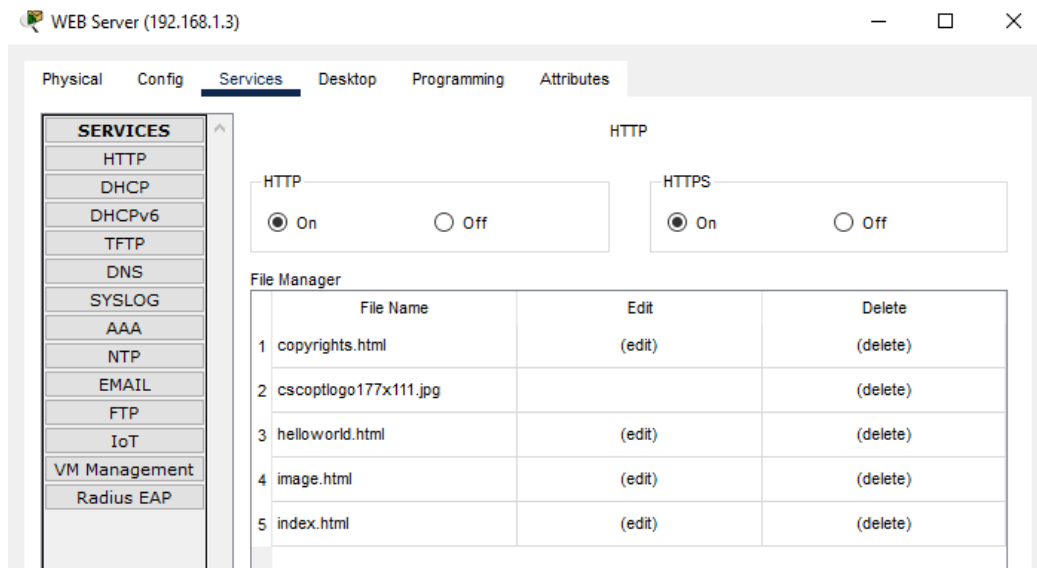 WEB Server (192.168.1.3)
Physical Config Services Desktop Programming Attributes
SERVICES
HTTP
DHCP
DHCPv6
TFTP
DNS
SYSLOG
AAA
NTP
EMAIL
FTP
IoT
VM Management
Radius EAP
HTTP
HTTP
On Off
HTTPS
On Off
File Manager
File Name Edit Delete
1 copyrights.html (edit) (delete)
2 cscoptlogo177x111.jpg (delete)
3 helloworld.html (edit) (delete)
4 image.html (edit) (delete)
5 index.html (edit) (delete)